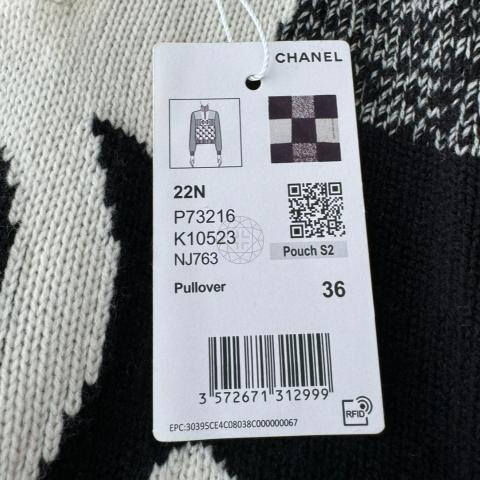 CHANEL
22N
P73216
K10523
NJ763
Pouch S2
Pullover
36
3 572671 312999
RFID
EPC:30395CE4C08038C000000067